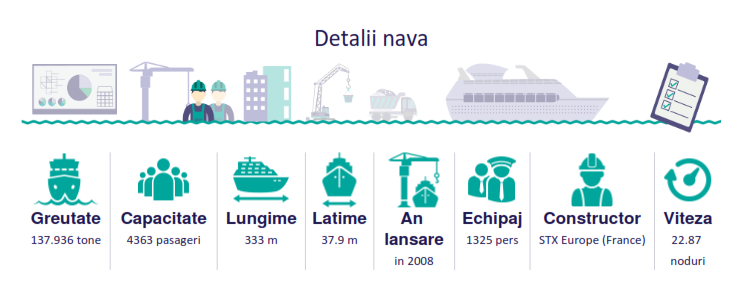 Detalii nava
Greutate
137.936 tone
Capacitate
4363 pasageri
Lungime
333 m
Latime
37.9 m
An
lansare
in 2008
Echipaj
1325 pers
Constructor
STX Europe (France)
Viteza
22.87
noduri